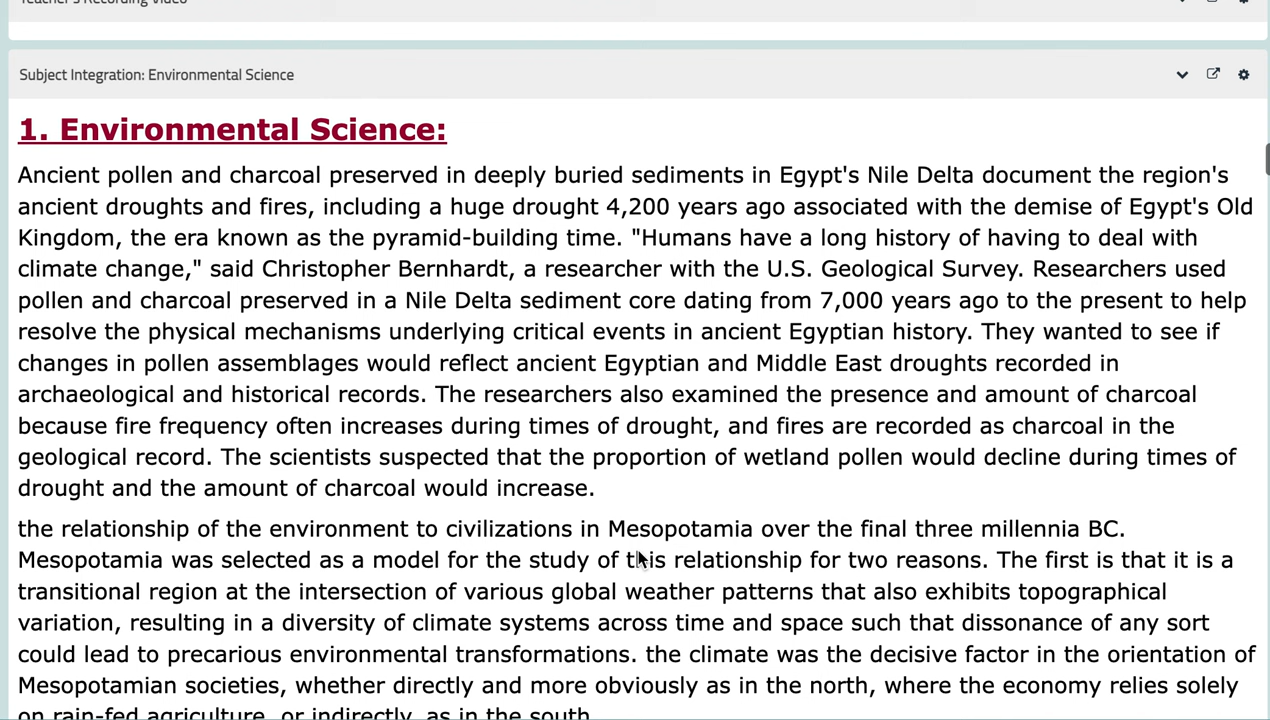 Teacher's Recording Video
Subject Integration: Environmental Science
1. Environmental Science:
Ancient pollen and charcoal preserved in deeply buried sediments in Egypt's Nile Delta document the region's
ancient droughts and fires, including a huge drought 4,200 years ago associated with the demise of Egypt's Old
Kingdom, the era known as the pyramid-building time. "Humans have a long history of having to deal with
climate change," said Christopher Bernhardt, a researcher with the U.S. Geological Survey. Researchers used
pollen and charcoal preserved in a Nile Delta sediment core dating from 7,000 years ago to the present to help
resolve the physical mechanisms underlying critical events in ancient Egyptian history. They wanted to see if
changes in pollen assemblages would reflect ancient Egyptian and Middle East droughts recorded in
archaeological and historical records. The researchers also examined the presence and amount of charcoal
because fire frequency often increases during times of drought, and fires are recorded as charcoal in the
geological record. The scientists suspected that the proportion of wetland pollen would decline during times of
drought and the amount of charcoal would increase.
the relationship of the environment to civilizations in Mesopotamia over the final three millennia BC.
Mesopotamia was selected as a model for the study of this relationship for two reasons. The first is that it is a
transitional region at the intersection of various global weather patterns that also exhibits topographical
variation, resulting in a diversity of climate systems across time and space such that dissonance of any sort
could lead to precarious environmental transformations. the climate was the decisive factor in the orientation of
Mesopotamian societies, whether directly and more obviously as in the north, where the economy relies solely
on rain-fed agriculture, or indirectly, as in the south